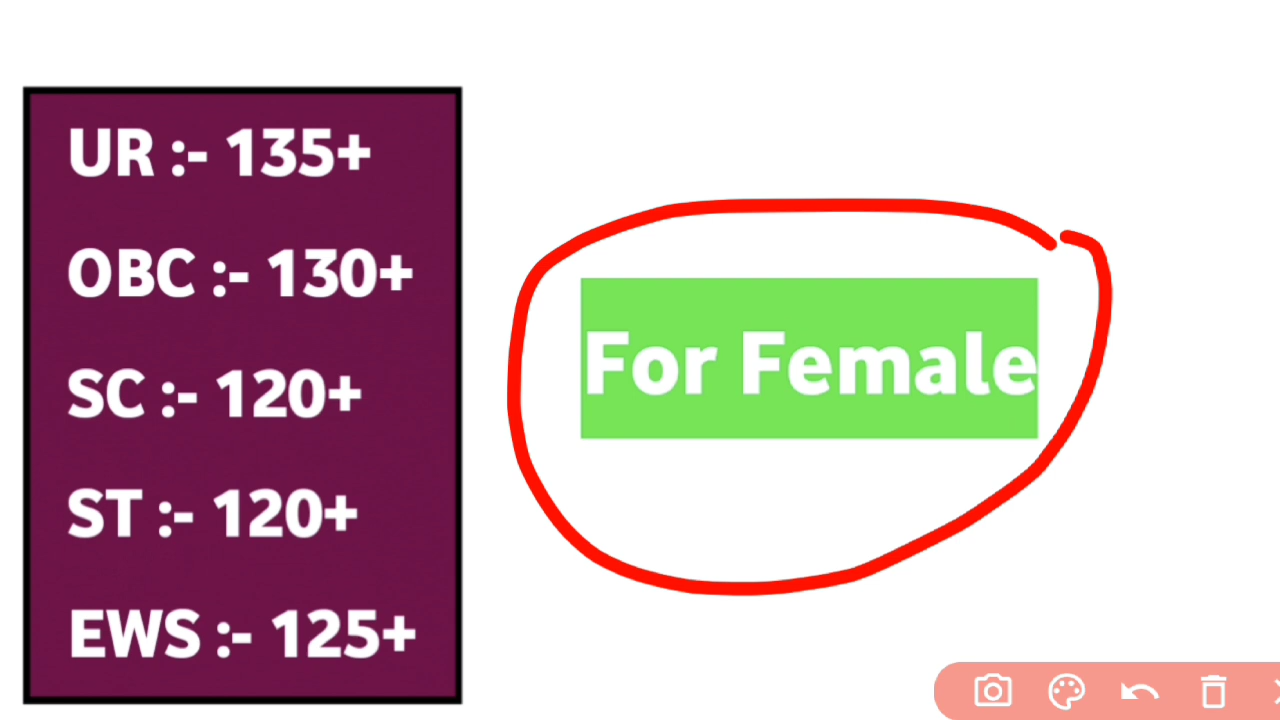 UR :- 135+
OBC :- 130+
SC :- 120+
ST :- 120+
EWS :- 125+
For Female